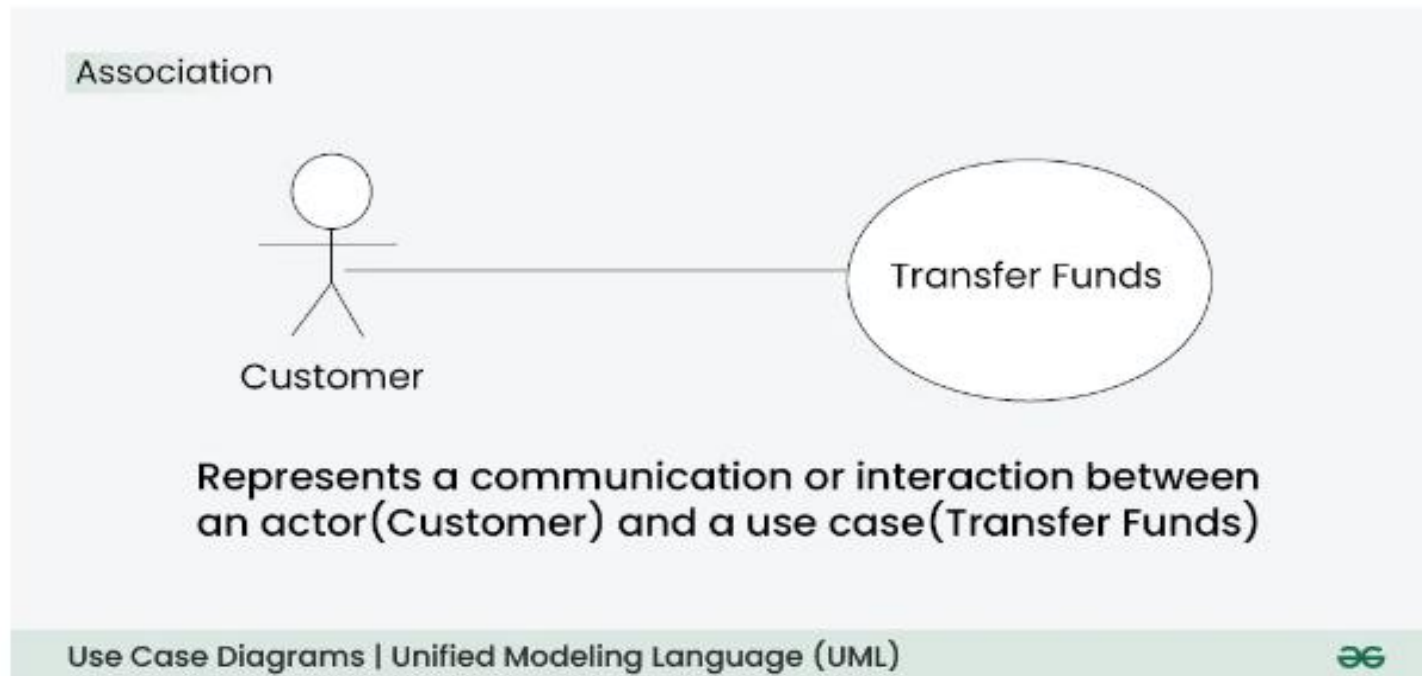 Association
Transfer Funds
Customer
Represents a communication or interaction between
an actor(Customer) and a use case(Transfer Funds)
Use Case Diagrams | Unified Modeling Language (UML)